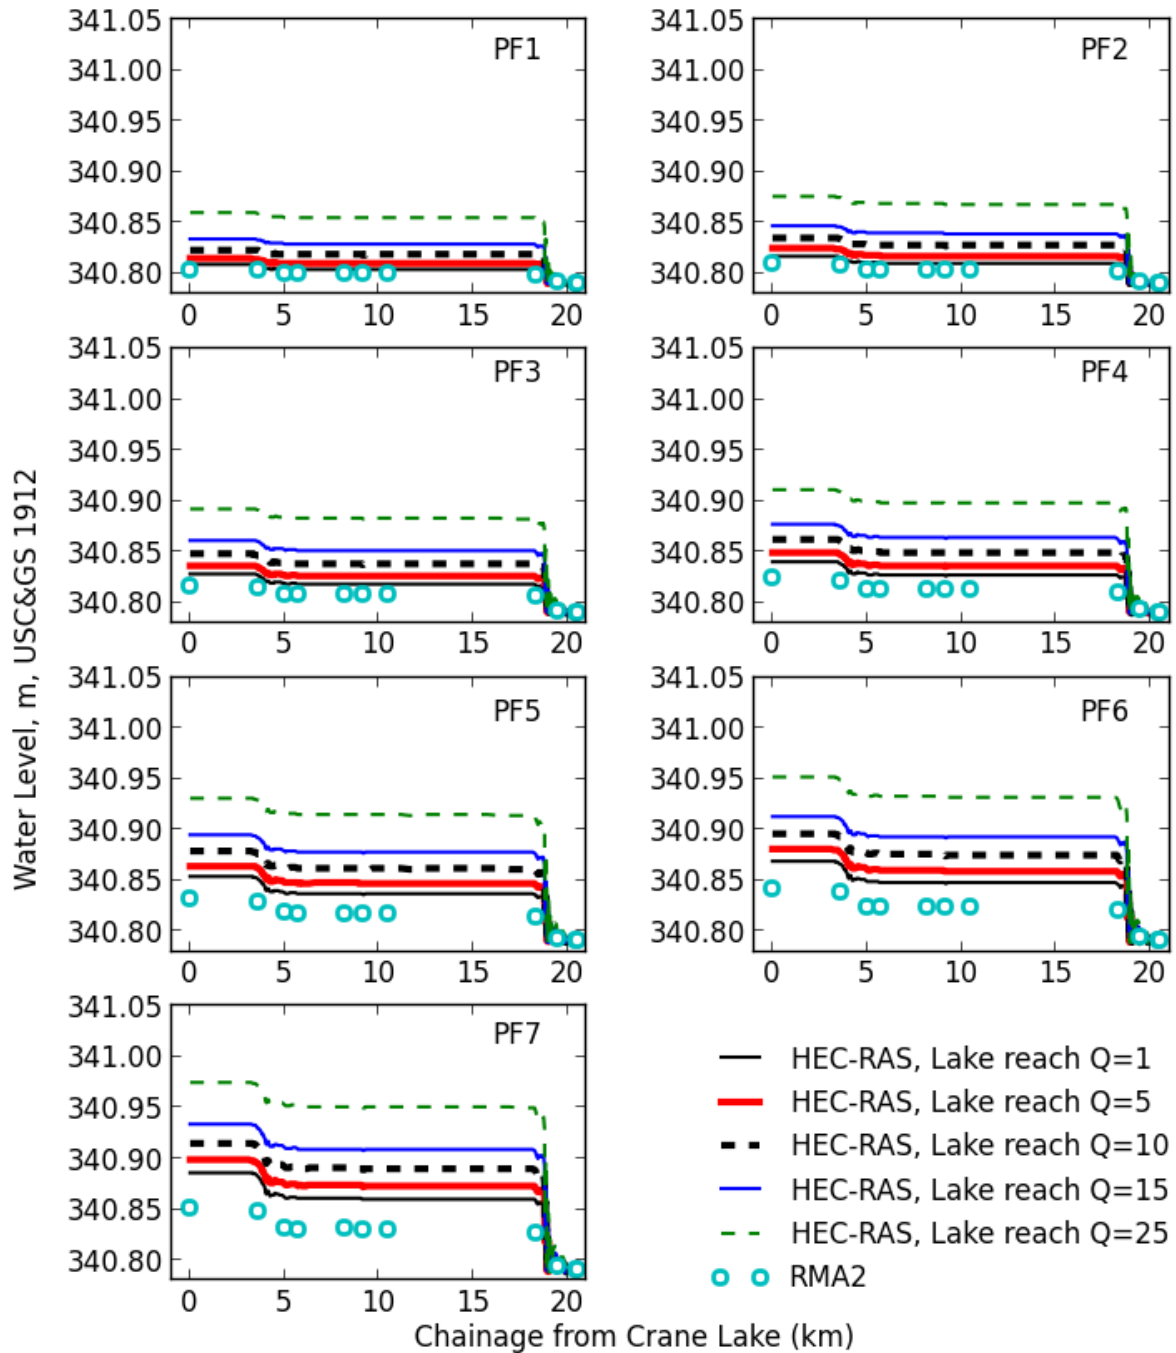 Water Level, m, USC&GS 1912
341.05
341.00
340.95
340.90
340.85
340.80
PF1
0 5 10 15 20
341.05
341.00
340.95
340.90
340.85
340.80
PF2
0 5 10 15 20
341.05
341.00
340.95
340.90
340.85
340.80
PF3
0 5 10 15 20
341.05
341.00
340.95
340.90
340.85
340.80
PF4
0 5 10 15 20
341.05
341.00
340.95
340.90
340.85
340.80
PF5
0 5 10 15 20
341.05
341.00
340.95
340.90
340.85
340.80
PF6
0 5 10 15 20
341.05
341.00
340.95
340.90
340.85
340.80
PF7
0 5 10 15 20
HEC-RAS, Lake reach Q=1
HEC-RAS, Lake reach Q=5
HEC-RAS, Lake reach Q=10
HEC-RAS, Lake reach Q=15
HEC-RAS, Lake reach Q=25
RMA2
Chainage from Crane Lake (km)